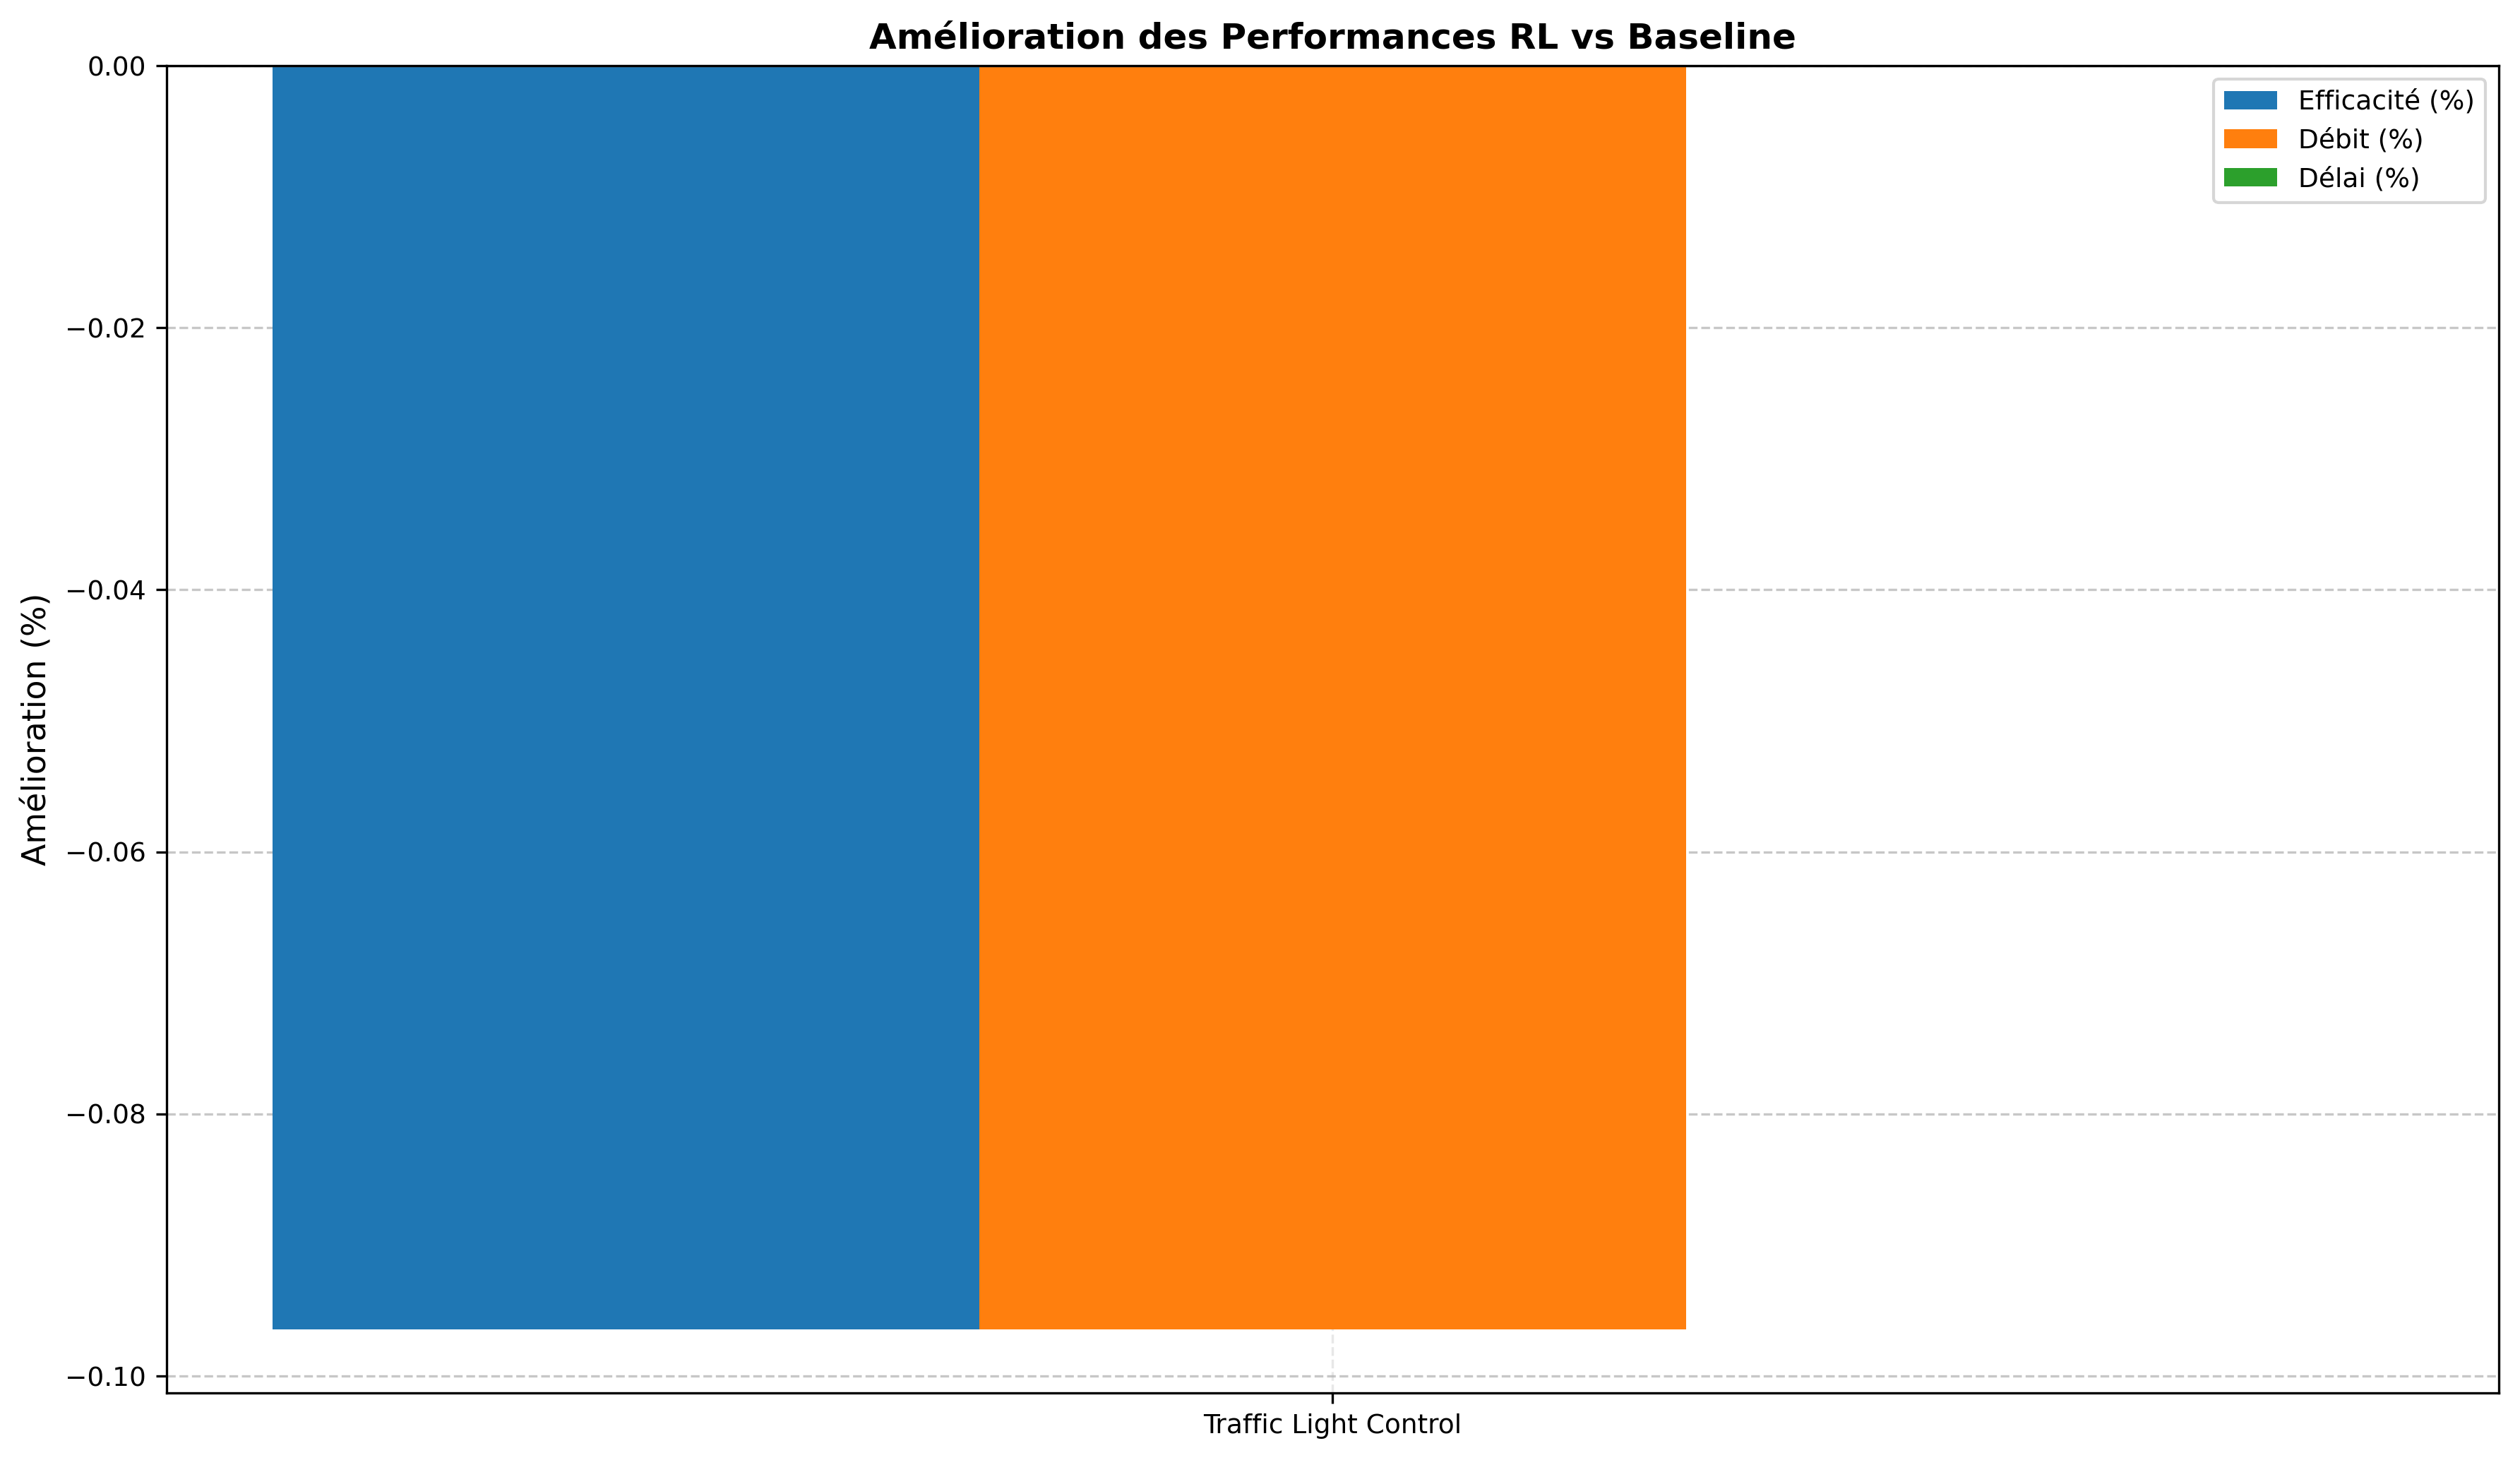 Amélioration des Performances RL vs Baseline
Efficacité (%)
Débit (%)
Délai (%)
Amélioration (%)
0.00
−0.02
−0.04
−0.06
−0.08
−0.10
Traffic Light Control